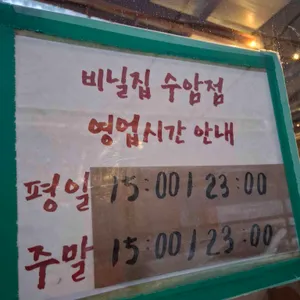 비닐집 수암점
영업시간 안내
평일 15:00 / 23:00
주말 15:00 / 23:00